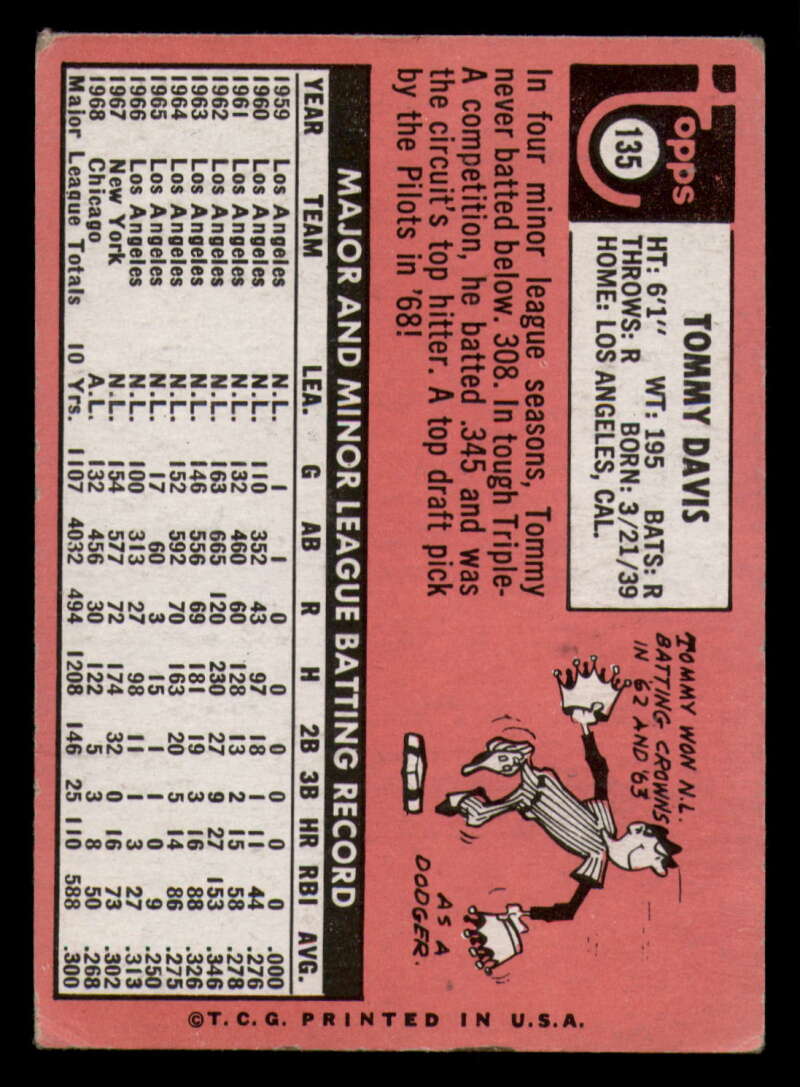 Topps
135
TOMMY DAVIS
HT: 6'1" WT: 195 BATS: R
THROWS: R BORN: 3/21/39
HOME: LOS ANGELES, CAL.
In four minor league seasons, Tommy
never batted below. 308. In tough Triple-
A competition, he batted .345 and was
the circuit's top hitter. A top draft pick
by the Pilots in '68!
TOMMY WON N.L.
BATTING CROWNS
IN '62 AND '63
AS A
DODGER.
MAJOR AND MINOR LEAGUE BATTING RECORD
YEAR TEAM LEA. G AB R H 2B 3B HR RBI AVG.
1959 Los Angeles N.L. 1 1 0 0 0 0 0 0 .000
1960 Los Angeles N.L. 110 352 43 97 18 1 11 44 .276
1961 Los Angeles N.L. 132 460 60 128 13 2 15 58 .278
1962 Los Angeles N.L. 163 665 120 230 27 9 27 153 .346
1963 Los Angeles N.L. 146 556 69 181 19 3 16 88 .326
1964 Los Angeles N.L. 152 592 70 163 20 5 14 86 .275
1965 Los Angeles N.L. 17 60 3 15 1 1 0 9 .250
1966 Los Angeles N.L. 100 313 27 98 11 1 3 27 .313
1967 New York N.L. 154 577 72 174 32 0 16 73 .302
1968 Chicago A.L. 132 456 30 122 5 3 8 50 .268
Major League Totals 10 Yrs. 1107 4032 494 1208 146 25 110 588 .300
©T.C.G. PRINTED IN U.S.A.